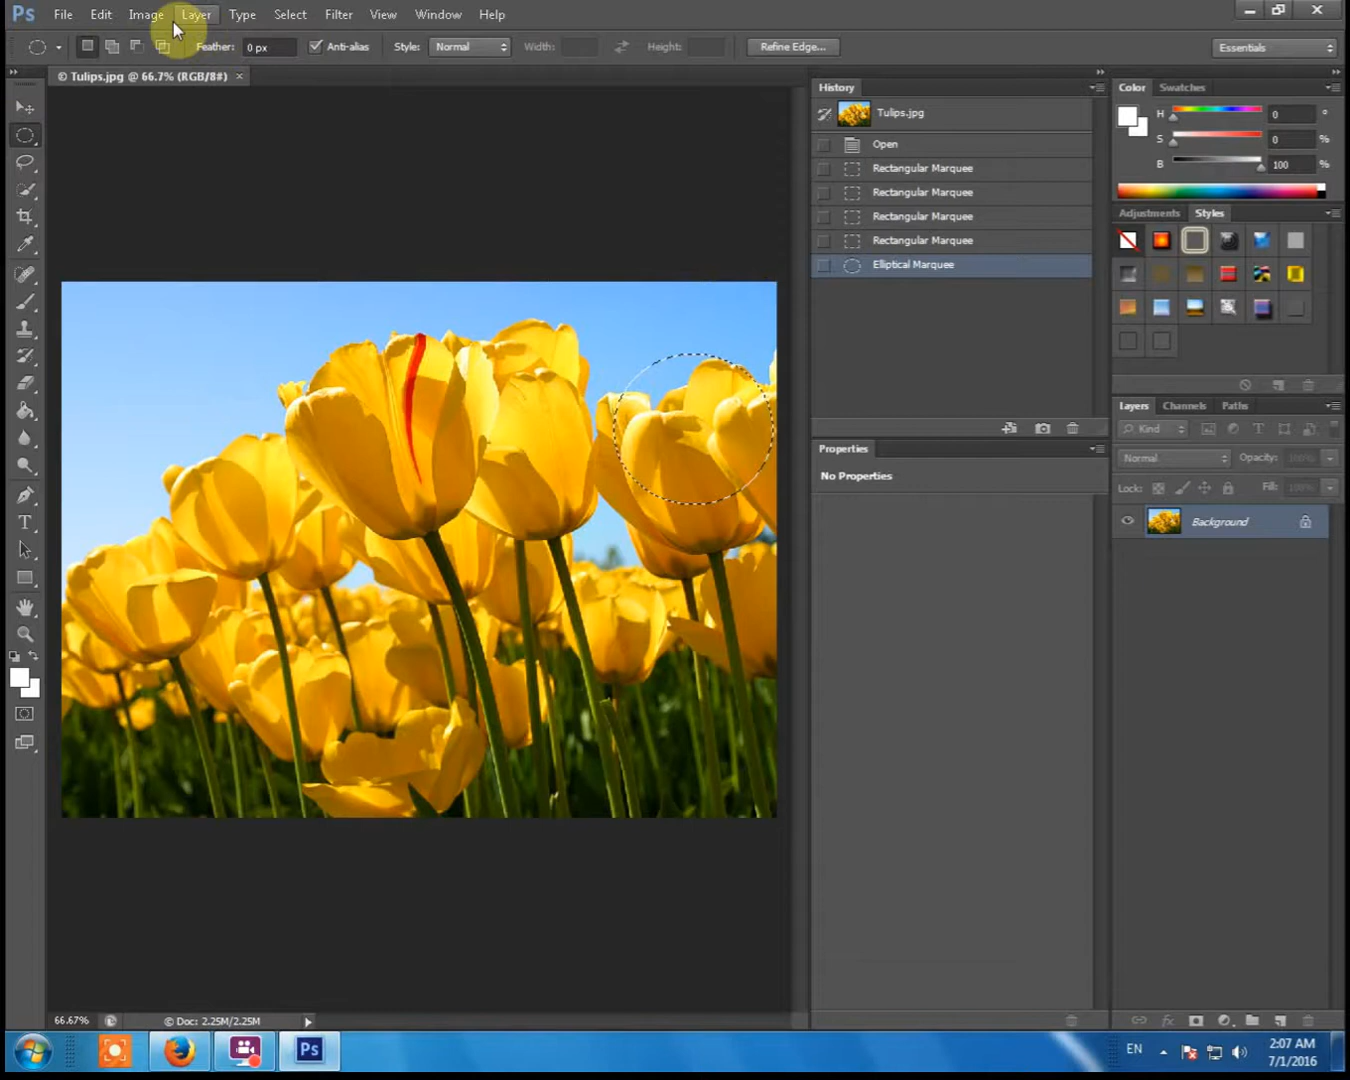 Ps File Edit Image Layer Type Select Filter View Window Help
Feather: 0 px Anti-alias Style: Normal Width: Height: Refine Edge... Essentials
© Tulips.jpg @ 66.7% (RGB/8#) ×
History
Tulips.jpg
Open
Rectangular Marquee
Rectangular Marquee
Rectangular Marquee
Rectangular Marquee
Elliptical Marquee
Properties
No Properties
Color Swatches
H 0 °
S 0 %
B 100 %
Adjustments Styles
Layers Channels Paths
Kind
Normal Opacity: 100%
Lock: Fill: 100%
Background
66.67% Doc: 2.25M/2.25M
Ps
EN 2:07 AM
7/1/2016